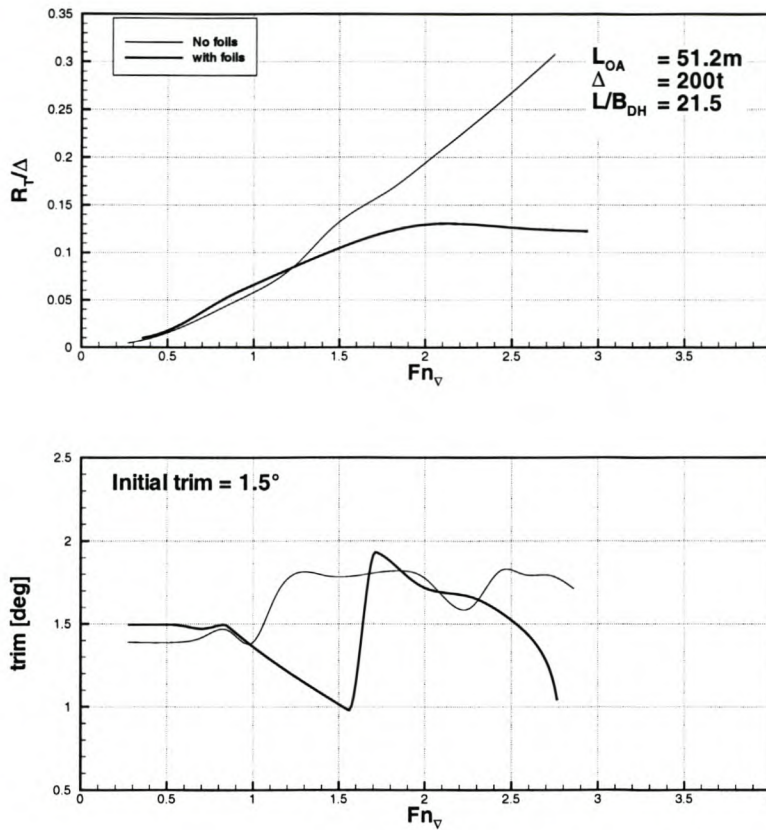 No foils
with foils
L_OA = 51.2m
Δ = 200t
L/B_DH = 21.5
R_T/Δ
0.35
0.3
0.25
0.2
0.15
0.1
0.05
0
0 0.5 1 1.5 2 2.5 3 3.5
Fn_∇
Initial trim = 1.5°
trim [deg]
2.5
2
1.5
1
0.5
0 0.5 1 1.5 2 2.5 3 3.5
Fn_∇